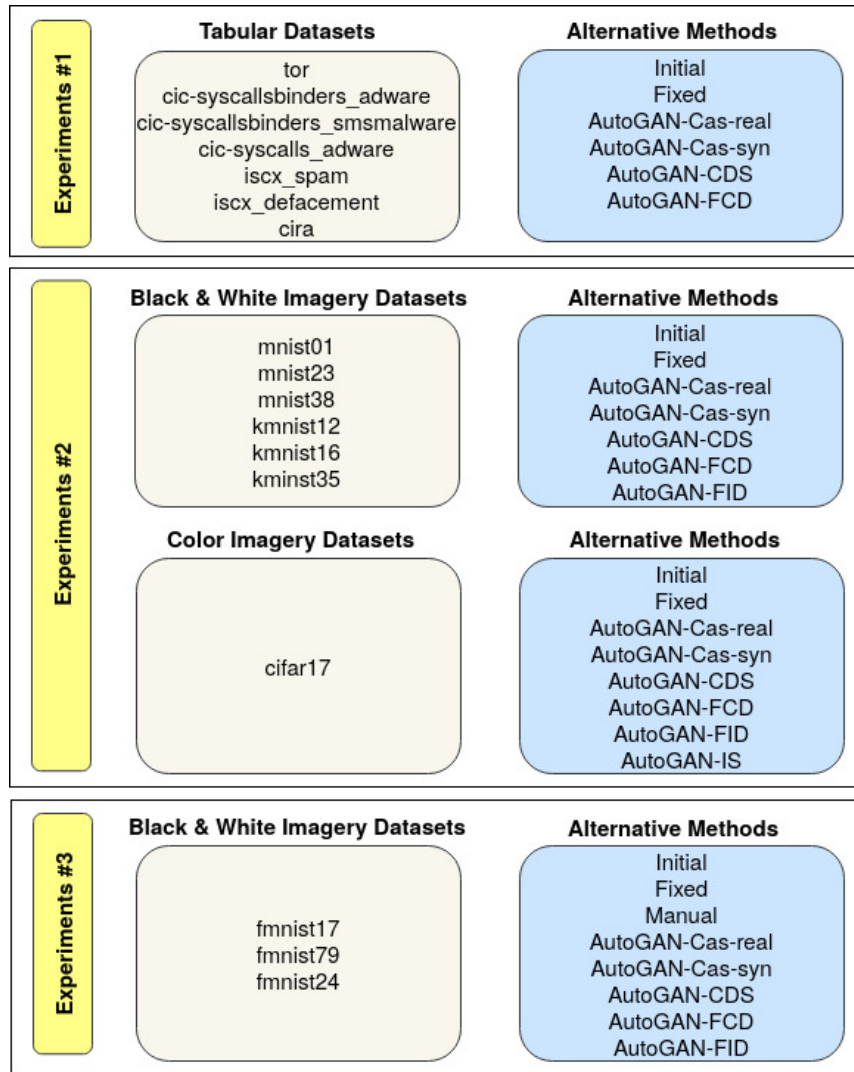 Experiments #1
Tabular Datasets
tor
cic-syscallsbinders_adware
cic-syscallsbinders_smsmalware
cic-syscalls_adware
iscx_spam
iscx_defacement
cira
Alternative Methods
Initial
Fixed
AutoGAN-Cas-real
AutoGAN-Cas-syn
AutoGAN-CDS
AutoGAN-FCD
Experiments #2
Black & White Imagery Datasets
mnist01
mnist23
mnist38
kmnist12
kmnist16
kminst35
Alternative Methods
Initial
Fixed
AutoGAN-Cas-real
AutoGAN-Cas-syn
AutoGAN-CDS
AutoGAN-FCD
AutoGAN-FID
Color Imagery Datasets
cifar17
Alternative Methods
Initial
Fixed
AutoGAN-Cas-real
AutoGAN-Cas-syn
AutoGAN-CDS
AutoGAN-FCD
AutoGAN-FID
AutoGAN-IS
Experiments #3
Black & White Imagery Datasets
fmnist17
fmnist79
fmnist24
Alternative Methods
Initial
Fixed
Manual
AutoGAN-Cas-real
AutoGAN-Cas-syn
AutoGAN-CDS
AutoGAN-FCD
AutoGAN-FID